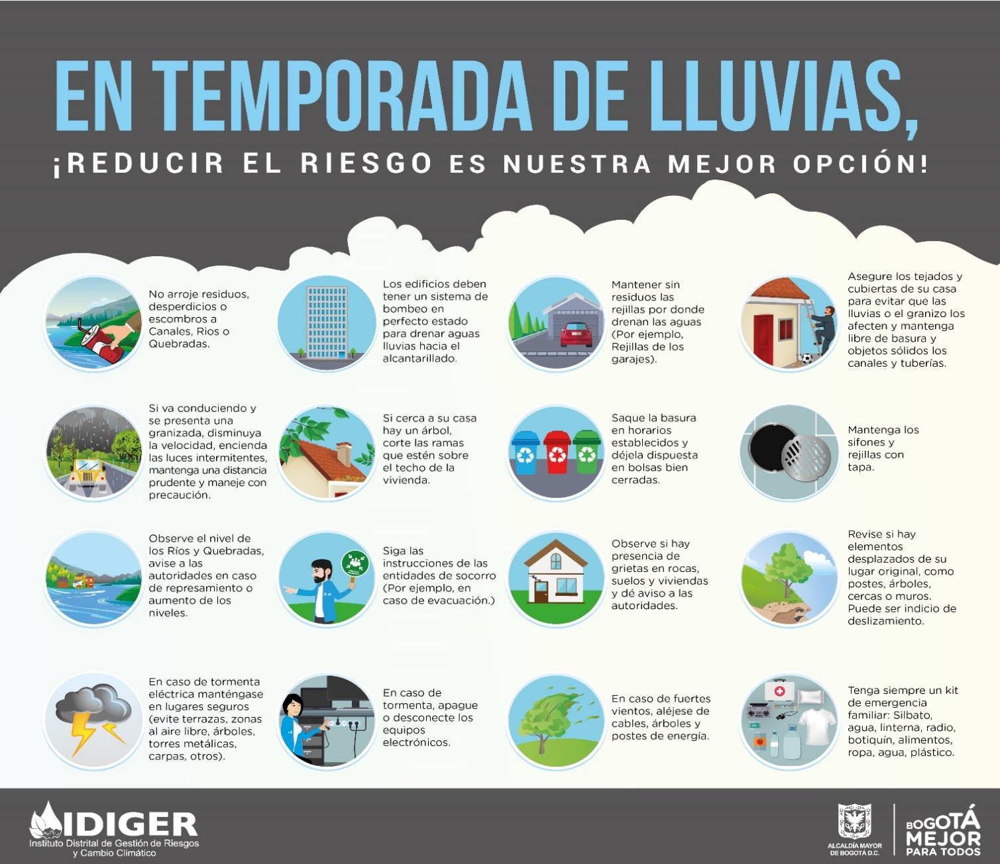 EN TEMPORADA DE LLUVIAS,
¡REDUCIR EL RIESGO ES NUESTRA MEJOR OPCIÓN!
No arroje residuos,
desperdicios o
escombros a
Canales, Rios o
Quebradas.
Los edificios deben
tener un sistema de
bombeo en
perfecto estado
para drenar aguas
lluvias hacia el
alcantarillado.
Mantener sin
residuos las
rejillas por donde
drenan las aguas
(Por ejemplo,
Rejillas de los
garajes).
Asegure los tejados y
cubiertas de su casa
para evitar que las
lluvias o el granizo los
afecten y mantenga
libre de basura y
objetos sólidos los
canales y tuberías.
Si va conduciendo y
se presenta una
granizada, disminuya
la velocidad, encienda
las luces intermitentes,
mantenga una distancia
prudente y maneje con
precaución.
Si cerca a su casa
hay un árbol,
corte las ramas
que estén sobre
el techo de la
vivienda.
Saque la basura
en horarios
establecidos y
déjela dispuesta
en bolsas bien
cerradas.
Mantenga los
sifones y
rejillas con
tapa.
Observe el nivel de
los Ríos y Quebradas,
avise a las
autoridades en caso
de represamiento o
aumento de los
niveles.
Siga las
instrucciones de las
entidades de socorro
(Por ejemplo, en
caso de evacuación.)
Observe si hay
presencia de
grietas en rocas,
suelos y viviendas
y dé aviso a las
autoridades.
Revise si hay
elementos
desplazados de su
lugar original, como
postes, árboles,
cercas o muros.
Puede ser indicio de
deslizamiento.
En caso de tormenta
eléctrica manténgase
en lugares seguros
(evite terrazas, zonas
al aire libre, árboles,
torres metálicas,
carpas, otros).
En caso de
tormenta, apague
o desconecte los
equipos
electrónicos.
En caso de fuertes
vientos, aléjese de
cables, árboles y
postes de energía.
Tenga siempre un kit
de emergencia
familiar: Silbato,
agua, linterna, radio,
botiquín, alimentos,
ropa, agua, plástico.
IDIGER
Instituto Distrital de Gestión de Riesgos
y Cambio Climático
ALCALDÍA MAYOR
DE BOGOTÁ D.C.
BOGOTÁ
MEJOR
PARA TODOS